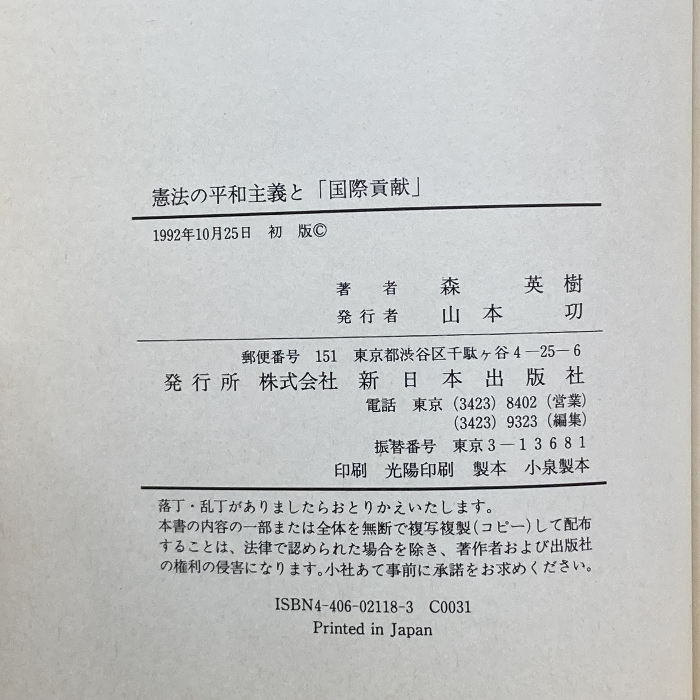 憲法の平和主義と「国際貢献」
1992年10月25日 初 版©
著 者 森 英 樹
発行者 山 本 功
郵便番号 151 東京都渋谷区千駄ヶ谷4-25-6
発行所 株式会社 新日本出版社
電話 東京 (3423) 8402 (営業)
(3423) 9323 (編集)
振替番号 東京3-13681
印刷 光陽印刷 製本 小泉製本
落丁・乱丁がありましたらおとりかえいたします。
本書の内容の一部または全体を無断で複写複製(コピー)して配布
することは、法律で認められた場合を除き、著作者および出版社
の権利の侵害になります。小社あて事前に承諾をお求めください。
ISBN4-406-02118-3 C0031
Printed in Japan